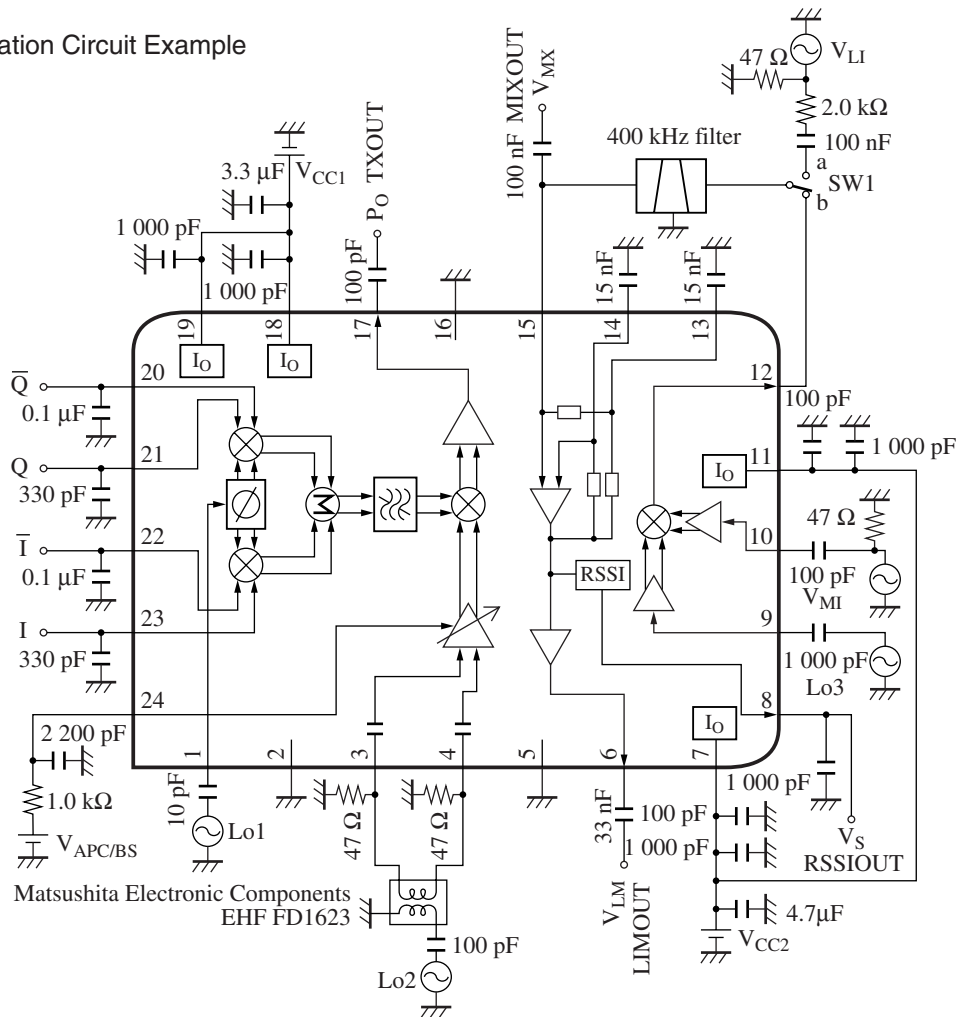 ation Circuit Example
V_LI
47 Ω
2.0 kΩ
100 nF
a
SW1
b
400 kHz filter
V_MX
MIXOUT
100 nF
TXOUT
P_O
100 pF
V_CC1
3.3 µF
1 000 pF
1 000 pF
15 nF
15 nF
19
18
17
16
15
14
13
I_O
I_O
Q̅
20
0.1 µF
Q
21
330 pF
I̅
22
0.1 µF
I
23
330 pF
24
Σ
RSSI
12
100 pF
1 000 pF
I_O
11
47 Ω
10
100 pF
V_MI
9
1 000 pF
Lo3
8
I_O
1
2
3
4
5
6
7
2 200 pF
1.0 kΩ
V_APC/BS
10 pF
Lo1
47 Ω
47 Ω
Matsushita Electronic Components
EHF FD1623
100 pF
Lo2
33 nF
V_LM
LIMOUT
100 pF
1 000 pF
1 000 pF
V_S
RSSIOUT
4.7µF
V_CC2